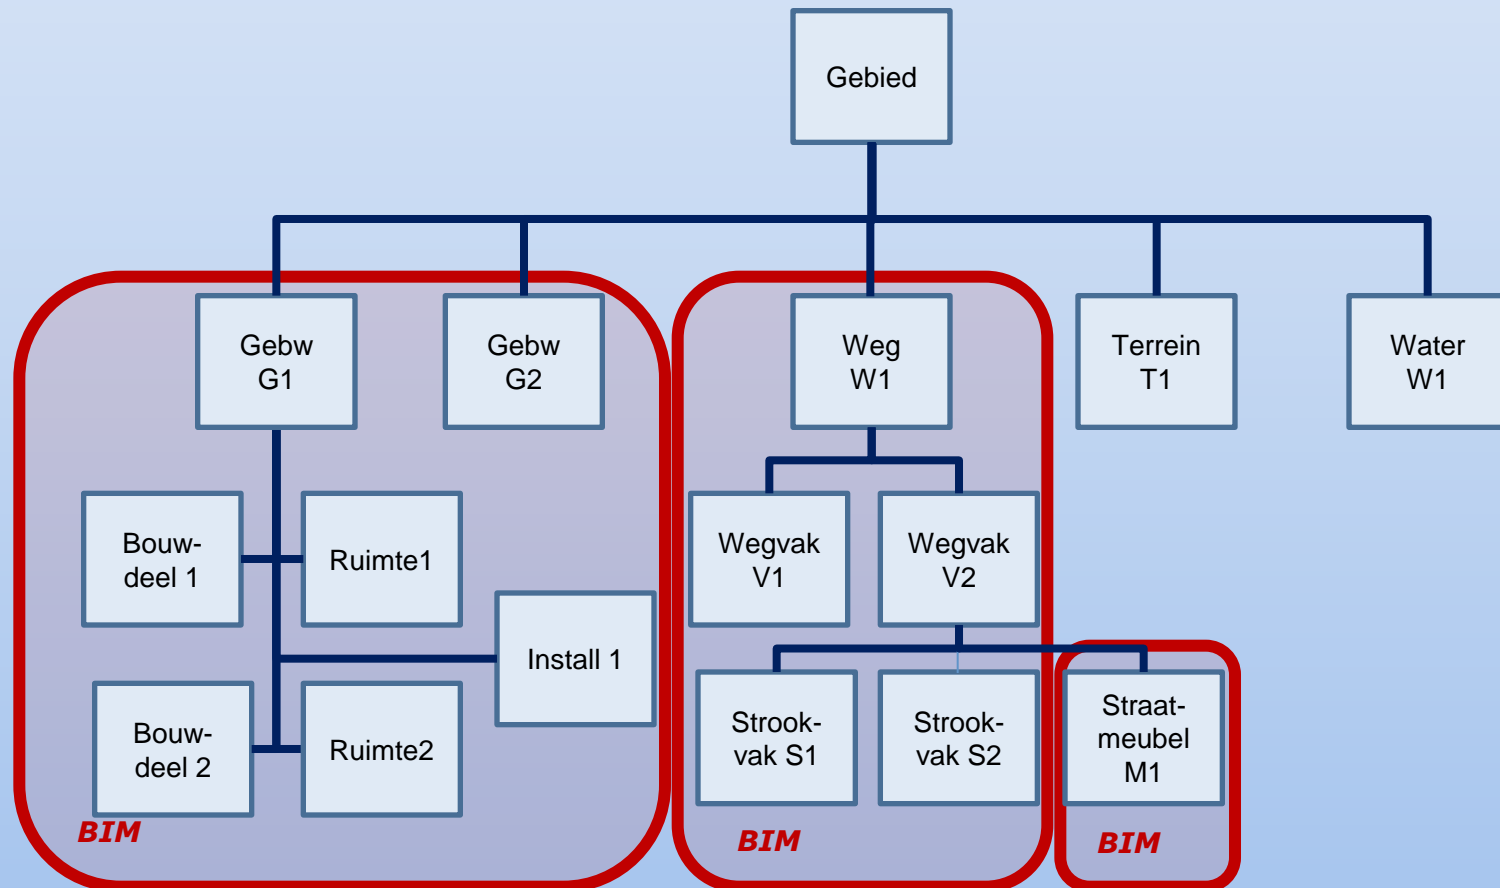 Gebied
Gebw
G1
Gebw
G2
Weg
W1
Terrein
T1
Water
W1
Bouw-
deel 1
Ruimte1
Wegvak
V1
Wegvak
V2
Install 1
Bouw-
deel 2
Ruimte2
Strook-
vak S1
Strook-
vak S2
Straat-
meubel
M1
BIM
BIM
BIM